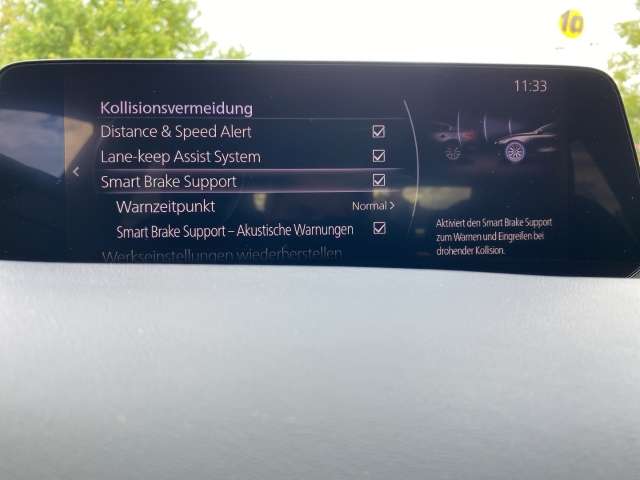 10
11:33
Kollisionsvermeidung
Distance & Speed Alert
Lane-keep Assist System
Smart Brake Support
Warnzeitpunkt Normal >
Smart Brake Support – Akustische Warnungen
Werkseinstellungen wiederherstellen
Aktiviert den Smart Brake Support
zum Warnen und Eingreifen bei
drohender Kollision.